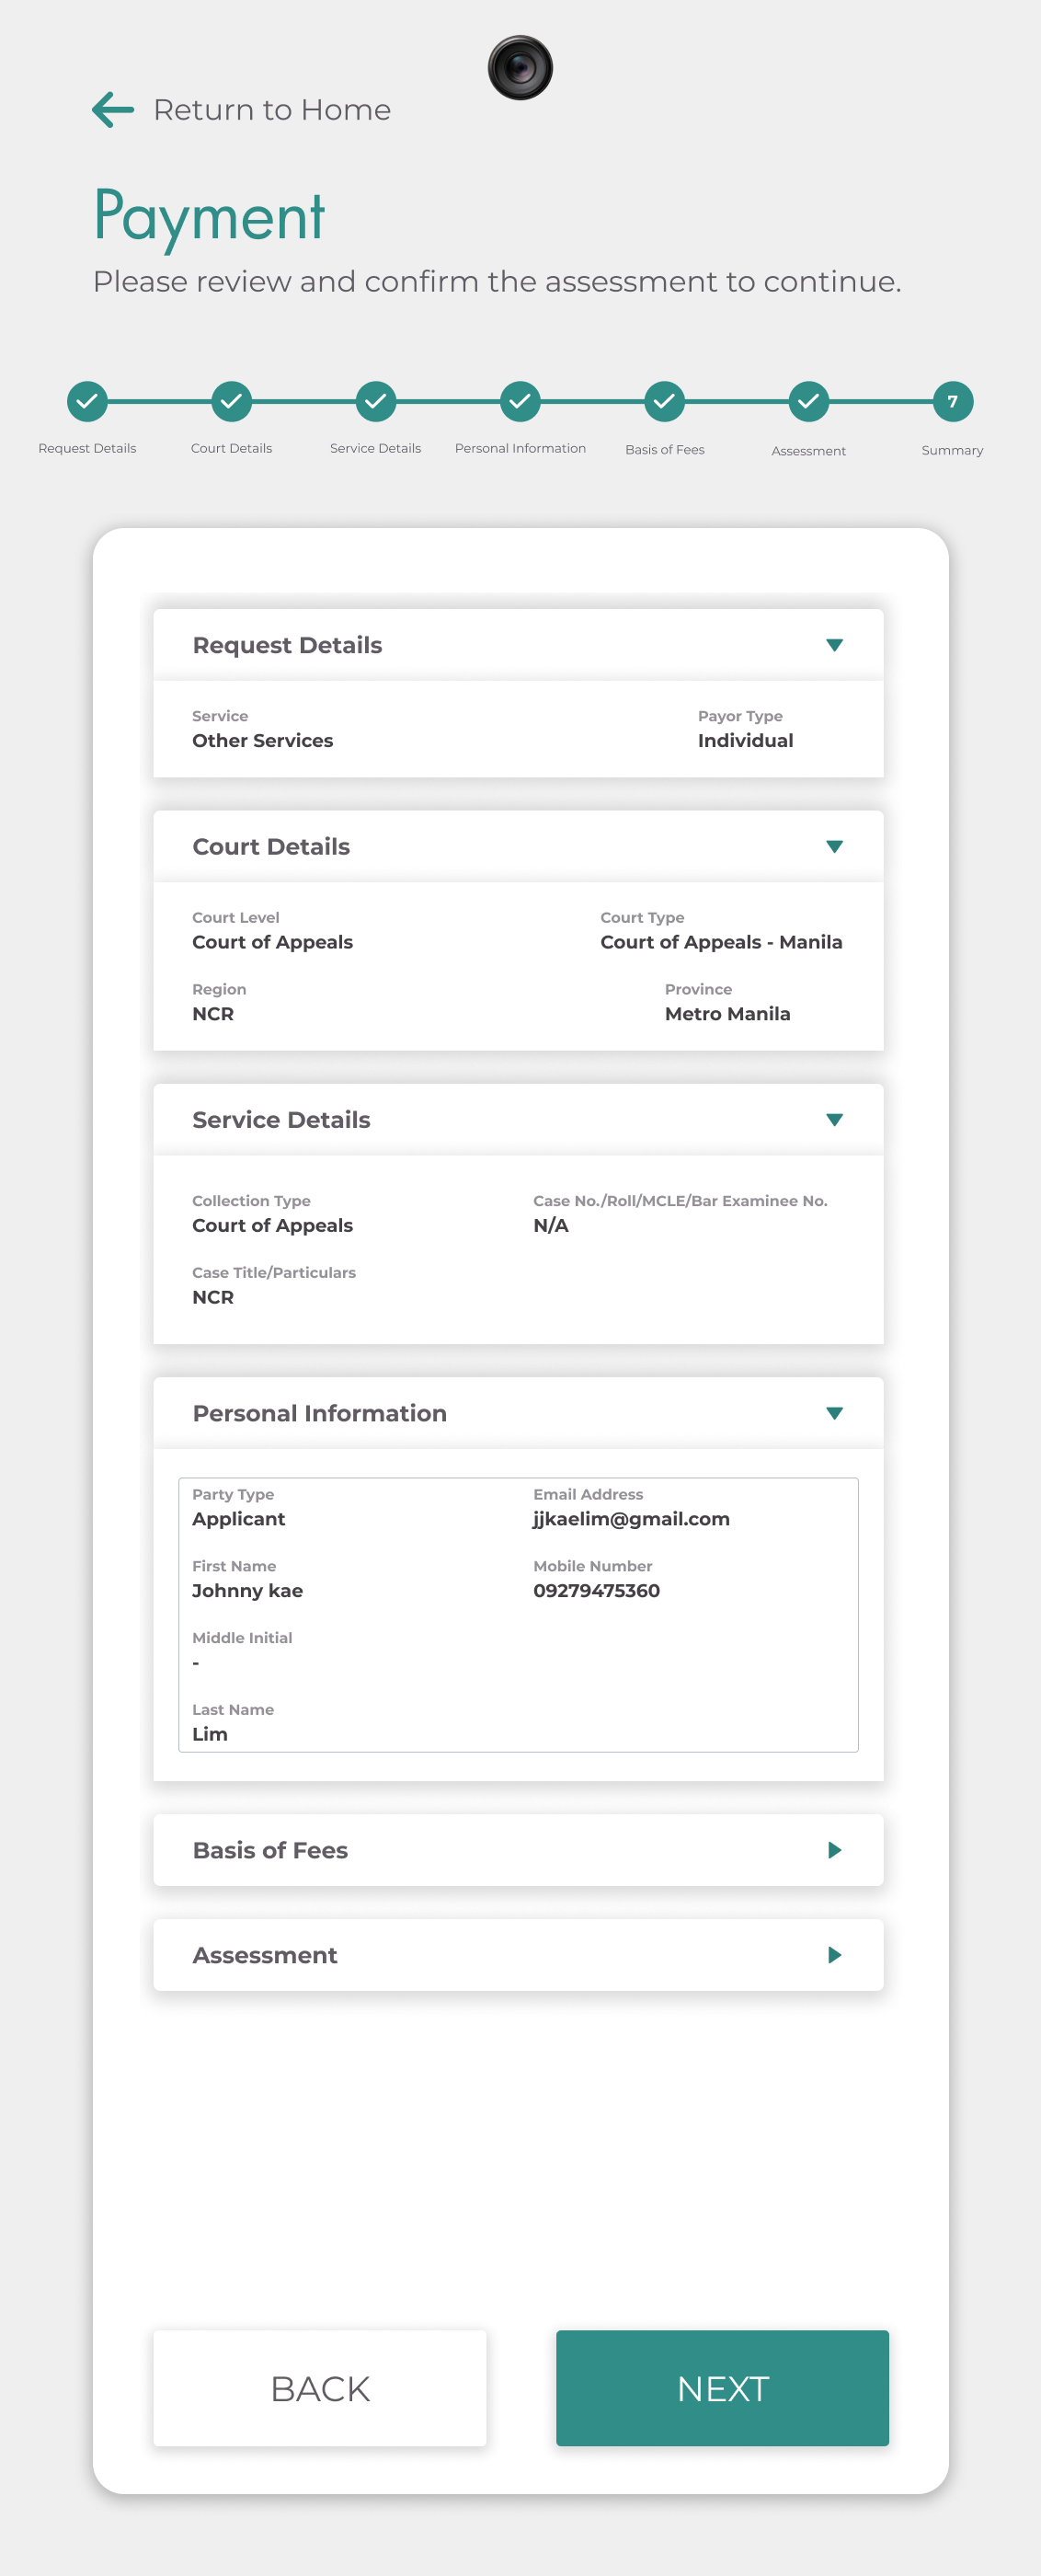 Return to Home
Payment
Please review and confirm the assessment to continue.
7
Request Details Court Details Service Details Personal Information Basis of Fees Assessment Summary
Request Details
Service Payor Type
Other Services Individual
Court Details
Court Level Court Type
Court of Appeals Court of Appeals - Manila
Region Province
NCR Metro Manila
Service Details
Collection Type Case No./Roll/MCLE/Bar Examinee No.
Court of Appeals N/A
Case Title/Particulars
NCR
Personal Information
Party Type Email Address
Applicant jjkaelim@gmail.com
First Name Mobile Number
Johnny kae 09279475360
Middle Initial
-
Last Name
Lim
Basis of Fees
Assessment
BACK NEXT